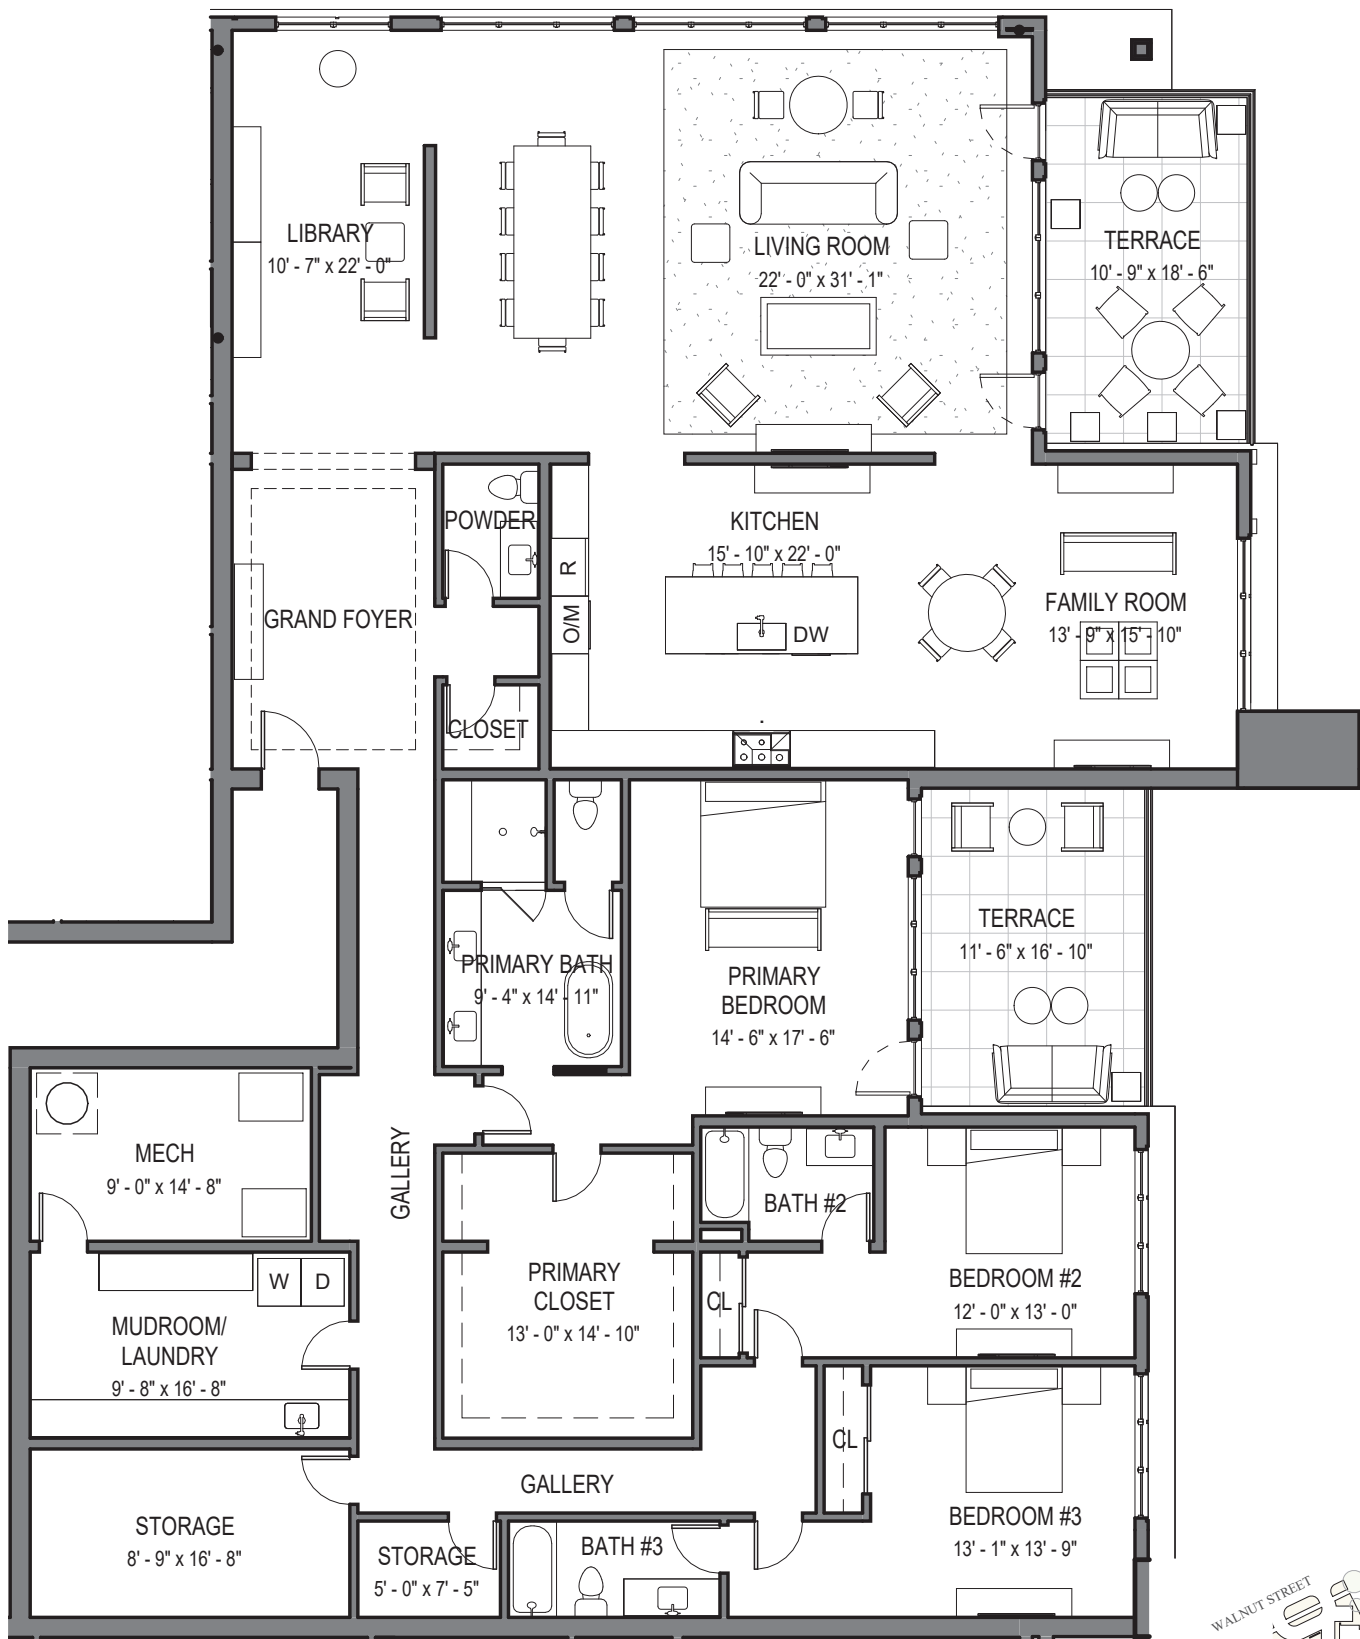 LIBRARY
10' - 7" x 22' - 0"
LIVING ROOM
22' - 0" x 31' - 1"
TERRACE
10' - 9" x 18' - 6"
POWDER
KITCHEN
15' - 10" x 22' - 0"
R
O/M
DW
GRAND FOYER
FAMILY ROOM
13' - 9" x 15' - 10"
CLOSET
PRIMARY BATH
9' - 4" x 14' - 11"
PRIMARY
BEDROOM
14' - 6" x 17' - 6"
TERRACE
11' - 6" x 16' - 10"
MECH
9' - 0" x 14' - 8"
GALLERY
BATH #2
W
D
MUDROOM/
LAUNDRY
9' - 8" x 16' - 8"
PRIMARY
CLOSET
13' - 0" x 14' - 10"
CL
BEDROOM #2
12' - 0" x 13' - 0"
CL
GALLERY
STORAGE
8' - 9" x 16' - 8"
STORAGE
5' - 0" x 7' - 5"
BATH #3
BEDROOM #3
13' - 1" x 13' - 9"
WALNUT STREET